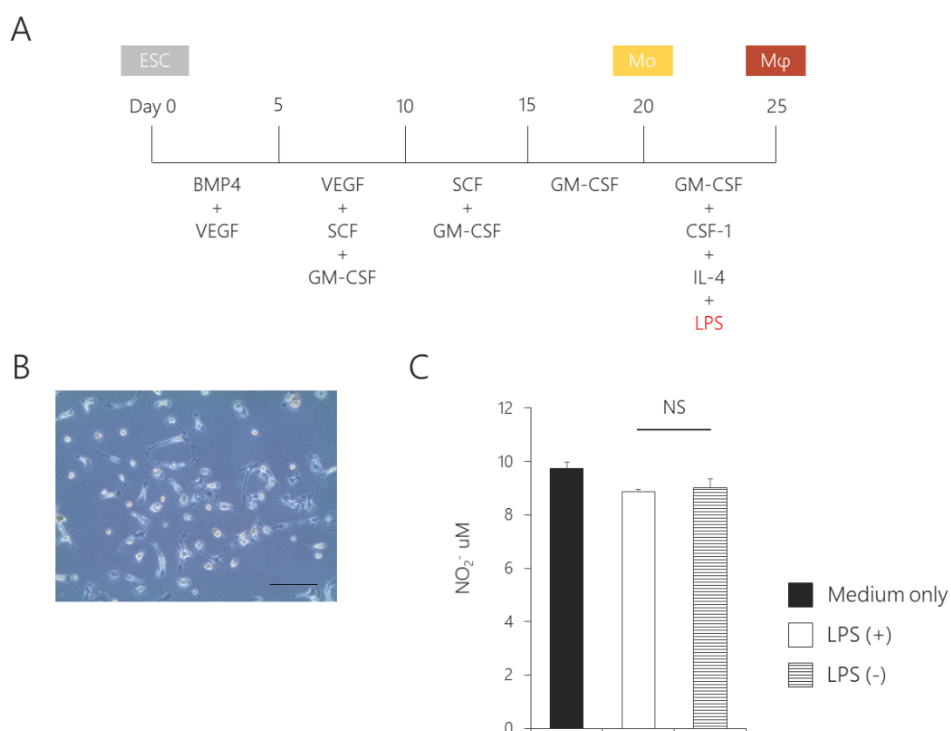 A
ESC
Mo
Mφ
Day 0
5
10
15
20
25
BMP4
+
VEGF
VEGF
+
SCF
+
GM-CSF
SCF
+
GM-CSF
GM-CSF
GM-CSF
+
CSF-1
+
IL-4
+
LPS
B
C
NO₂⁻ uM
12
10
8
6
4
2
0
NS
Medium only
LPS (+)
LPS (-)